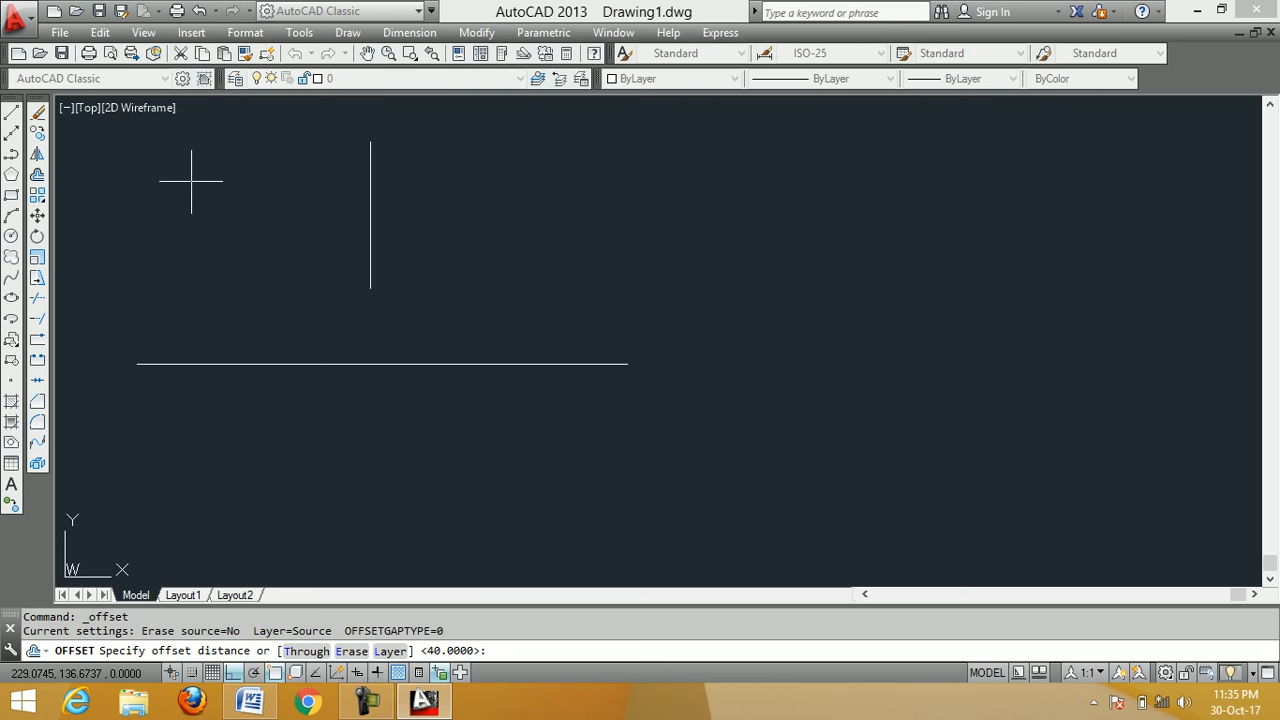 AutoCAD Classic
AutoCAD 2013 Drawing1.dwg
Type a keyword or phrase
Sign In
File Edit View Insert Format Tools Draw Dimension Modify Parametric Window Help Express
Standard ISO-25 Standard Standard
AutoCAD Classic 0 ByLayer ByLayer ByLayer ByColor
[−][Top][2D Wireframe]
Y
W X
Model Layout1 Layout2
Command: _offset
Current settings: Erase source=No Layer=Source OFFSETGAPTYPE=0
OFFSET Specify offset distance or [Through Erase Layer] <40.0000>:
229.0745, 136.6737, 0.0000 MODEL 1:1
11:35 PM
30-Oct-17